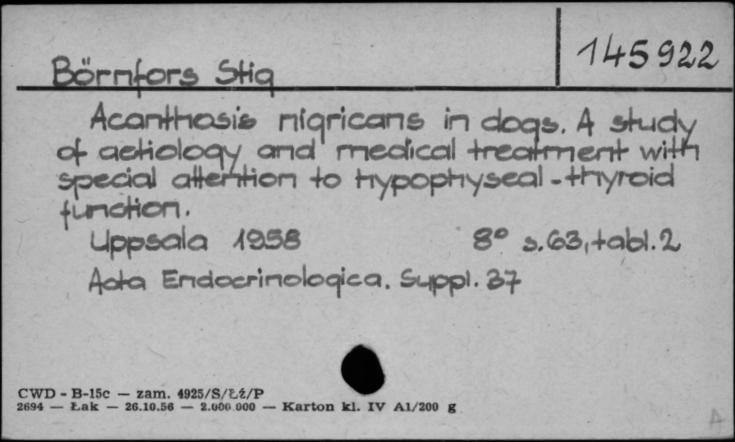 145922
Börnfors Stig
Acanthosis nigricans in dogs. A study
of aetiology and medical treatment with
special attention to hypophyseal-thyroid
function.
Uppsala 1958 8° s.63, tabl.2
Acta Endocrinologica. Suppl. 37
CWD - B-15c — zam. 4925/S/Łż/P
2694 — Łak — 26.10.56 — 2.000.000 — Karton kl. IV A1/200 g
A